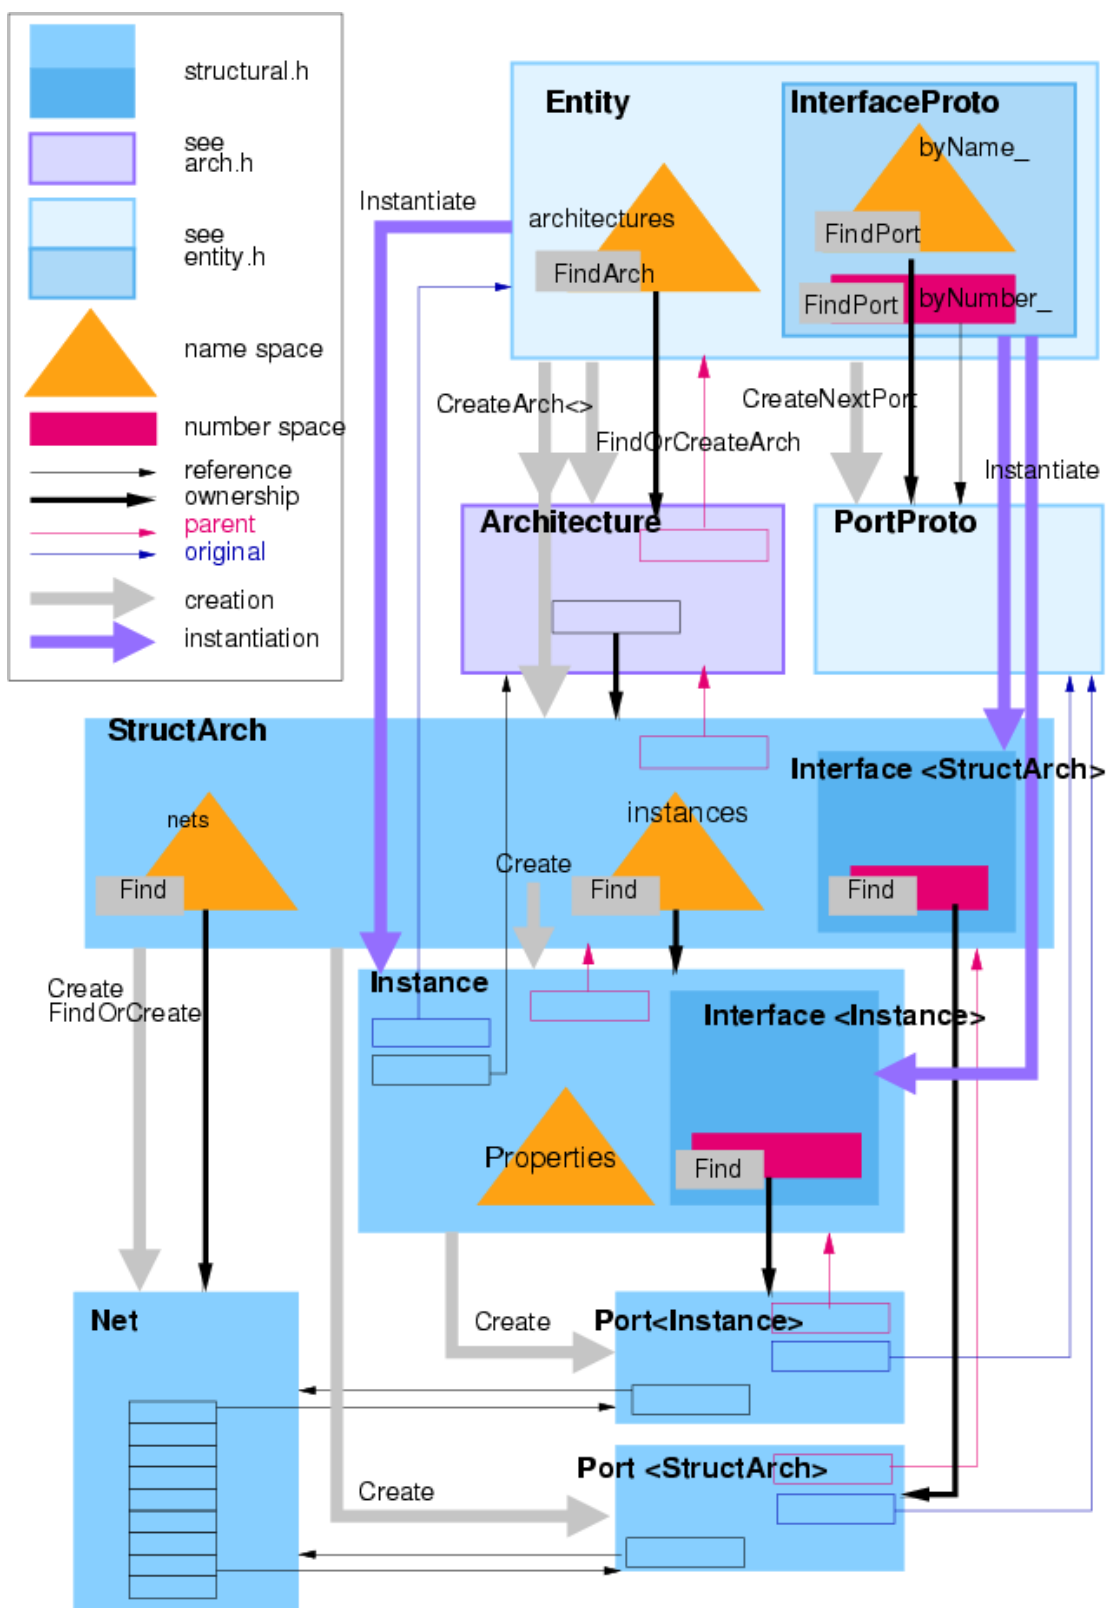 structural.h
see
arch.h
see
entity.h
name space
number space
reference
ownership
parent
original
creation
instantiation
Entity
InterfaceProto
byName_
Instantiate
architectures
FindPort
FindArch
FindPort
byNumber_
CreateArch<>
CreateNextPort
FindOrCreateArch
Instantiate
Architecture
PortProto
StructArch
Interface <StructArch>
nets
instances
Create
Find
Find
Find
Instance
Create
FindOrCreate
Interface <Instance>
Properties
Find
Net
Create
Port<Instance>
Port <StructArch>
Create